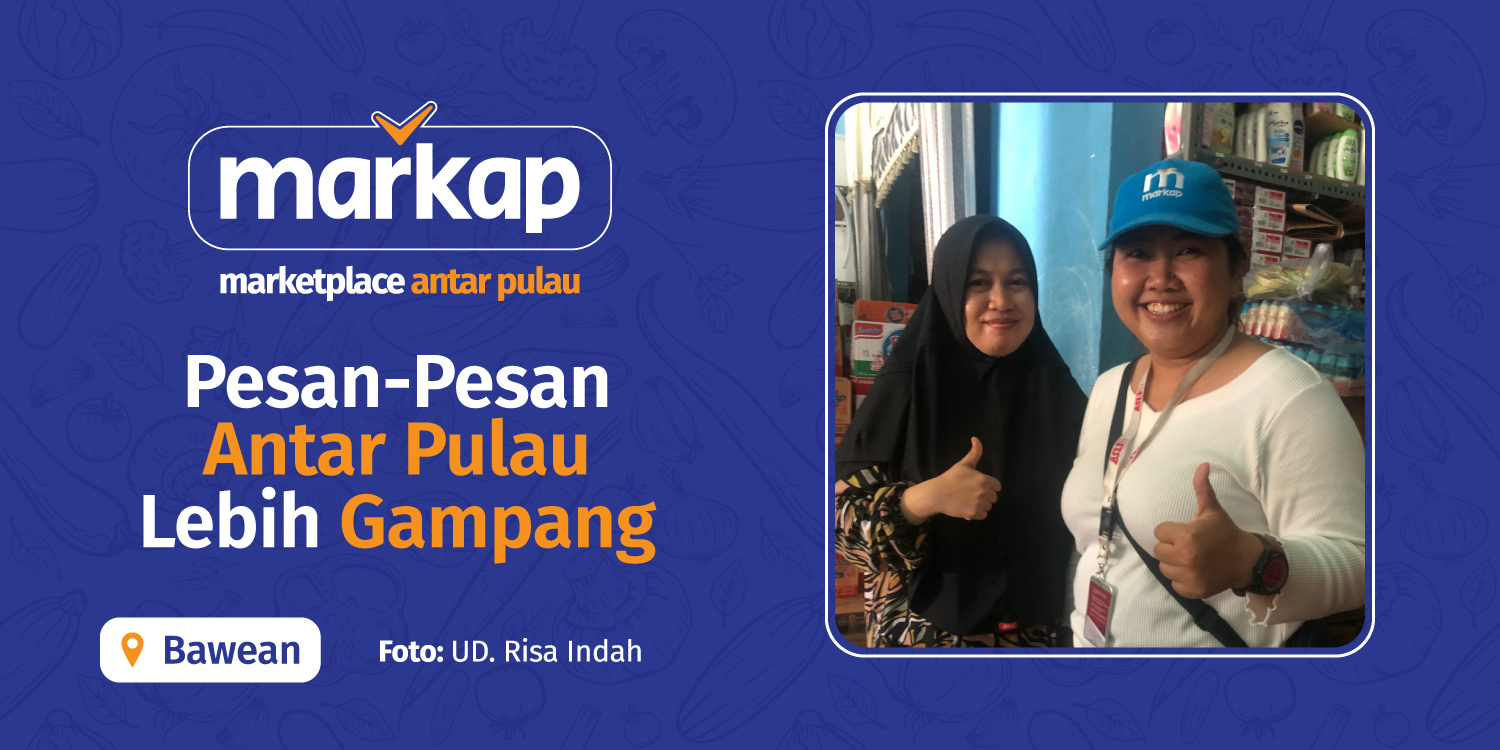 markap
marketplace antar pulau
Pesan-Pesan
Antar Pulau
Lebih Gampang
Bawean
Foto: UD. Risa Indah
m
markap